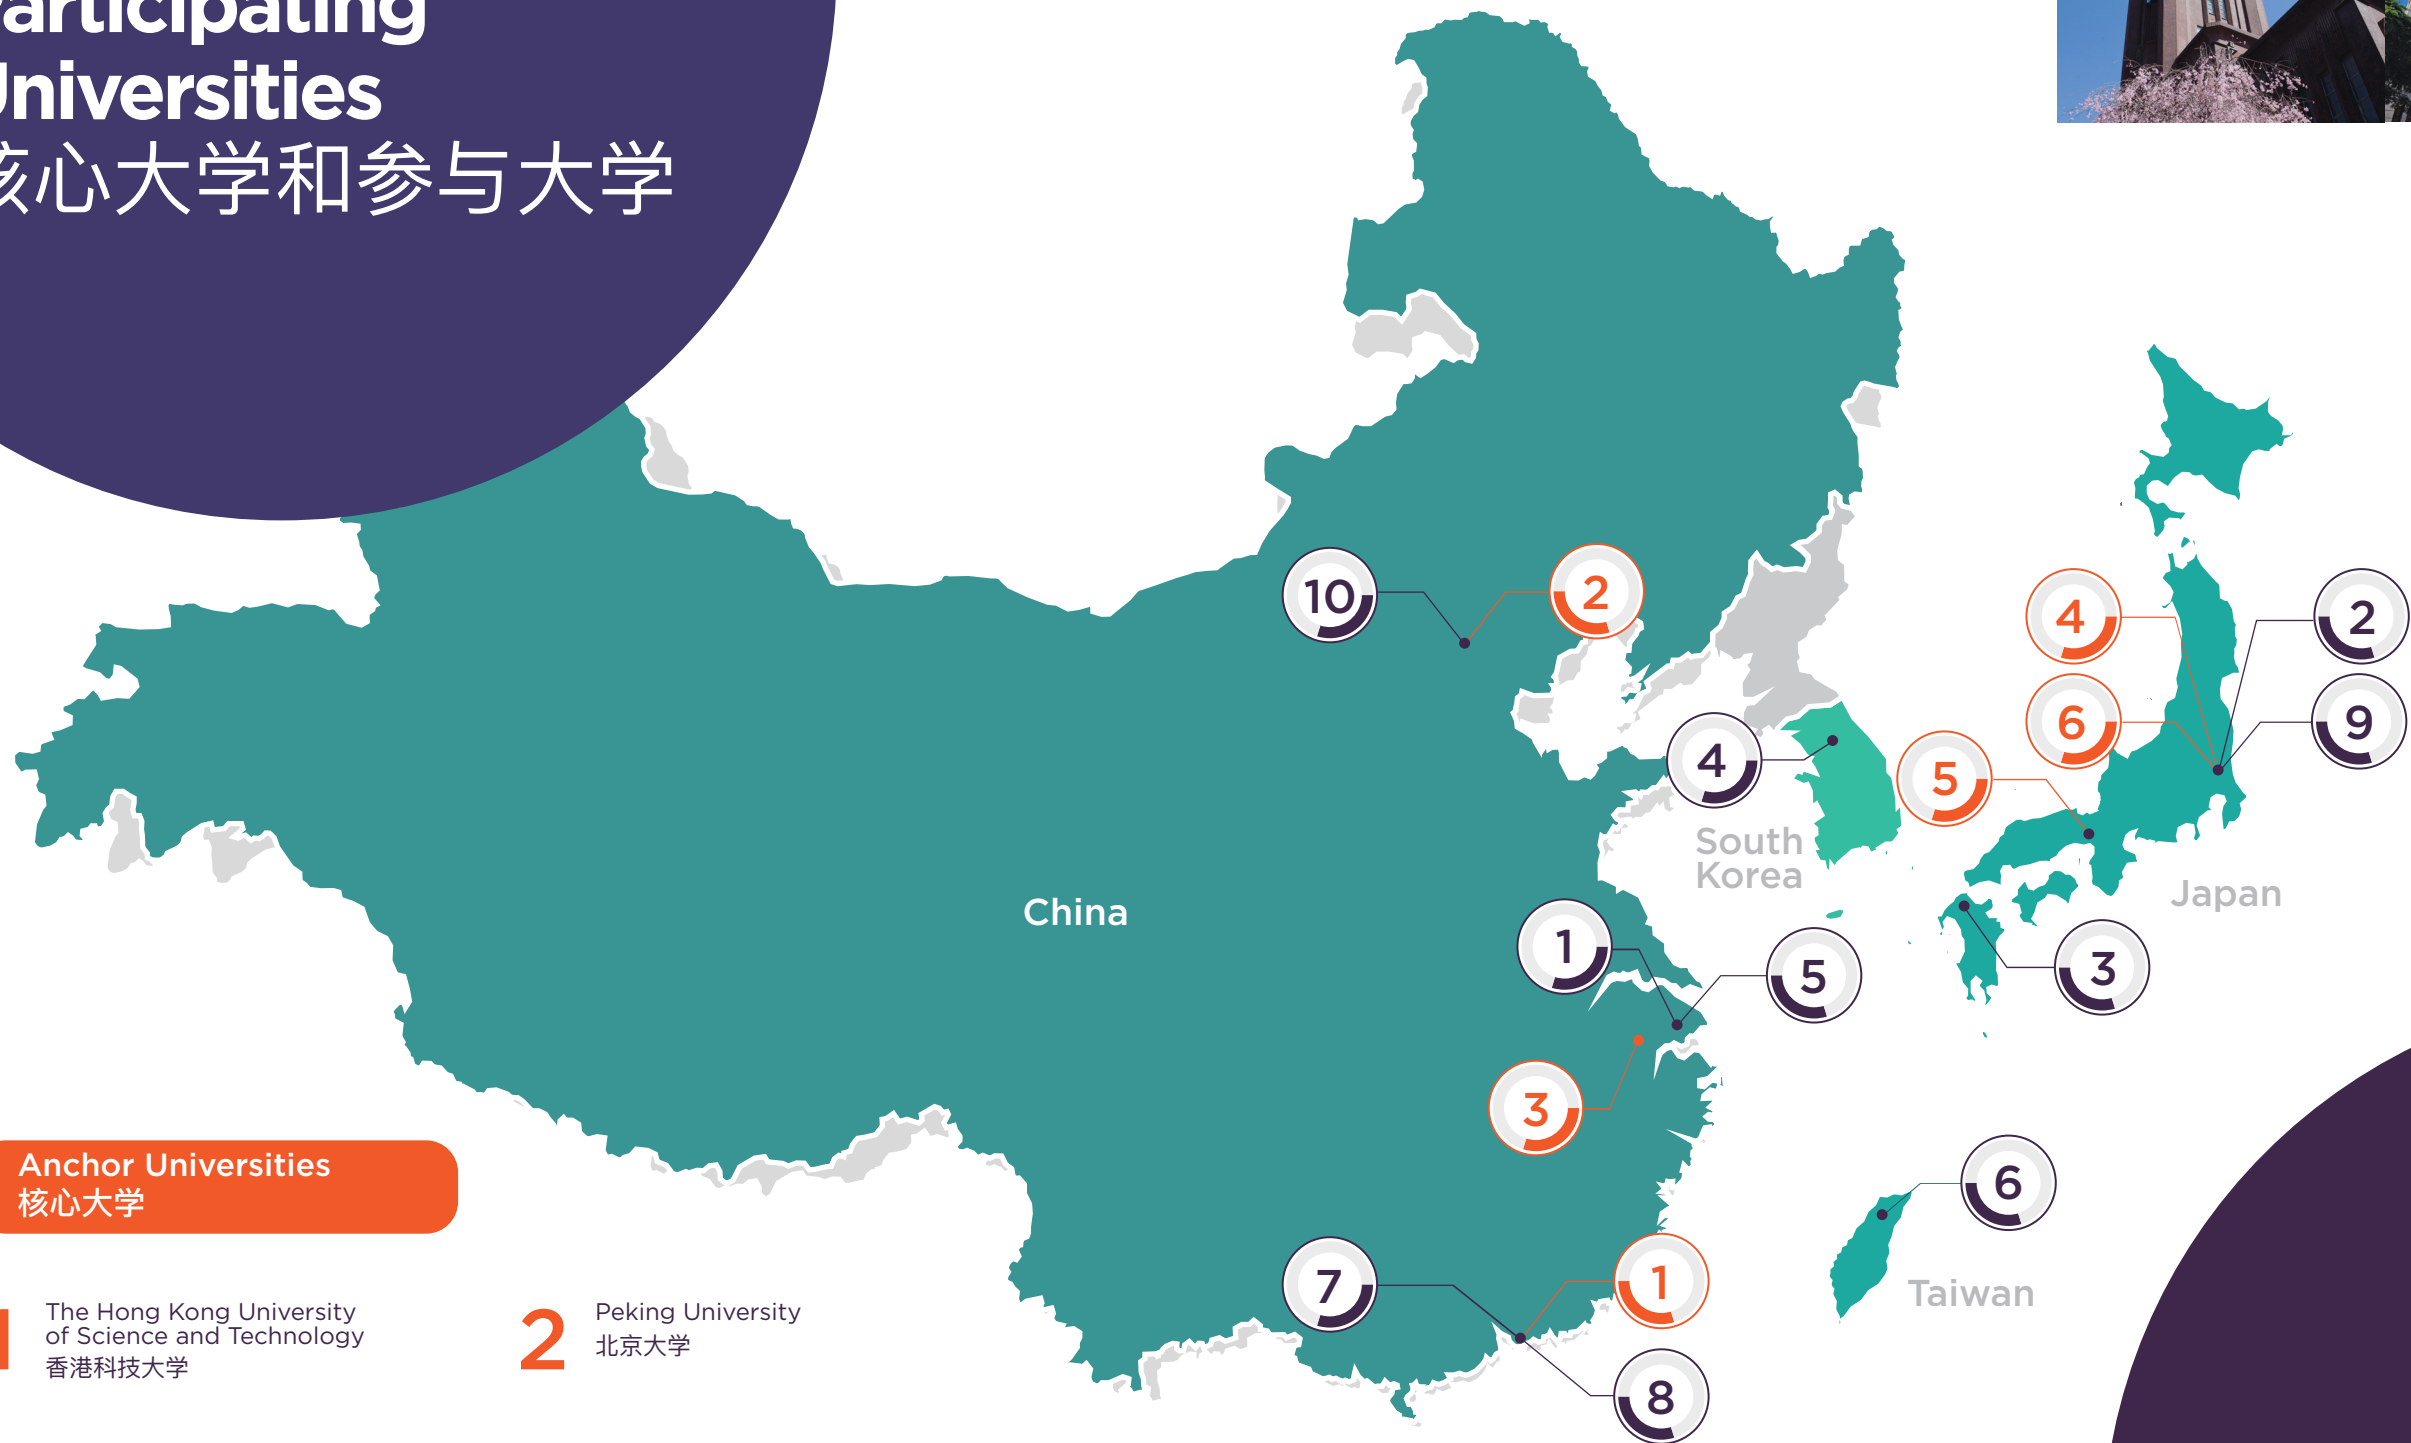 articipating
Universities
核心大学和参与大学
10
2
4
2
6
9
4
5
South
Korea
Japan
China
1
5
3
3
6
Taiwan
7
1
8
Anchor Universities
核心大学
1
The Hong Kong University
of Science and Technology
香港科技大学
2
Peking University
北京大学